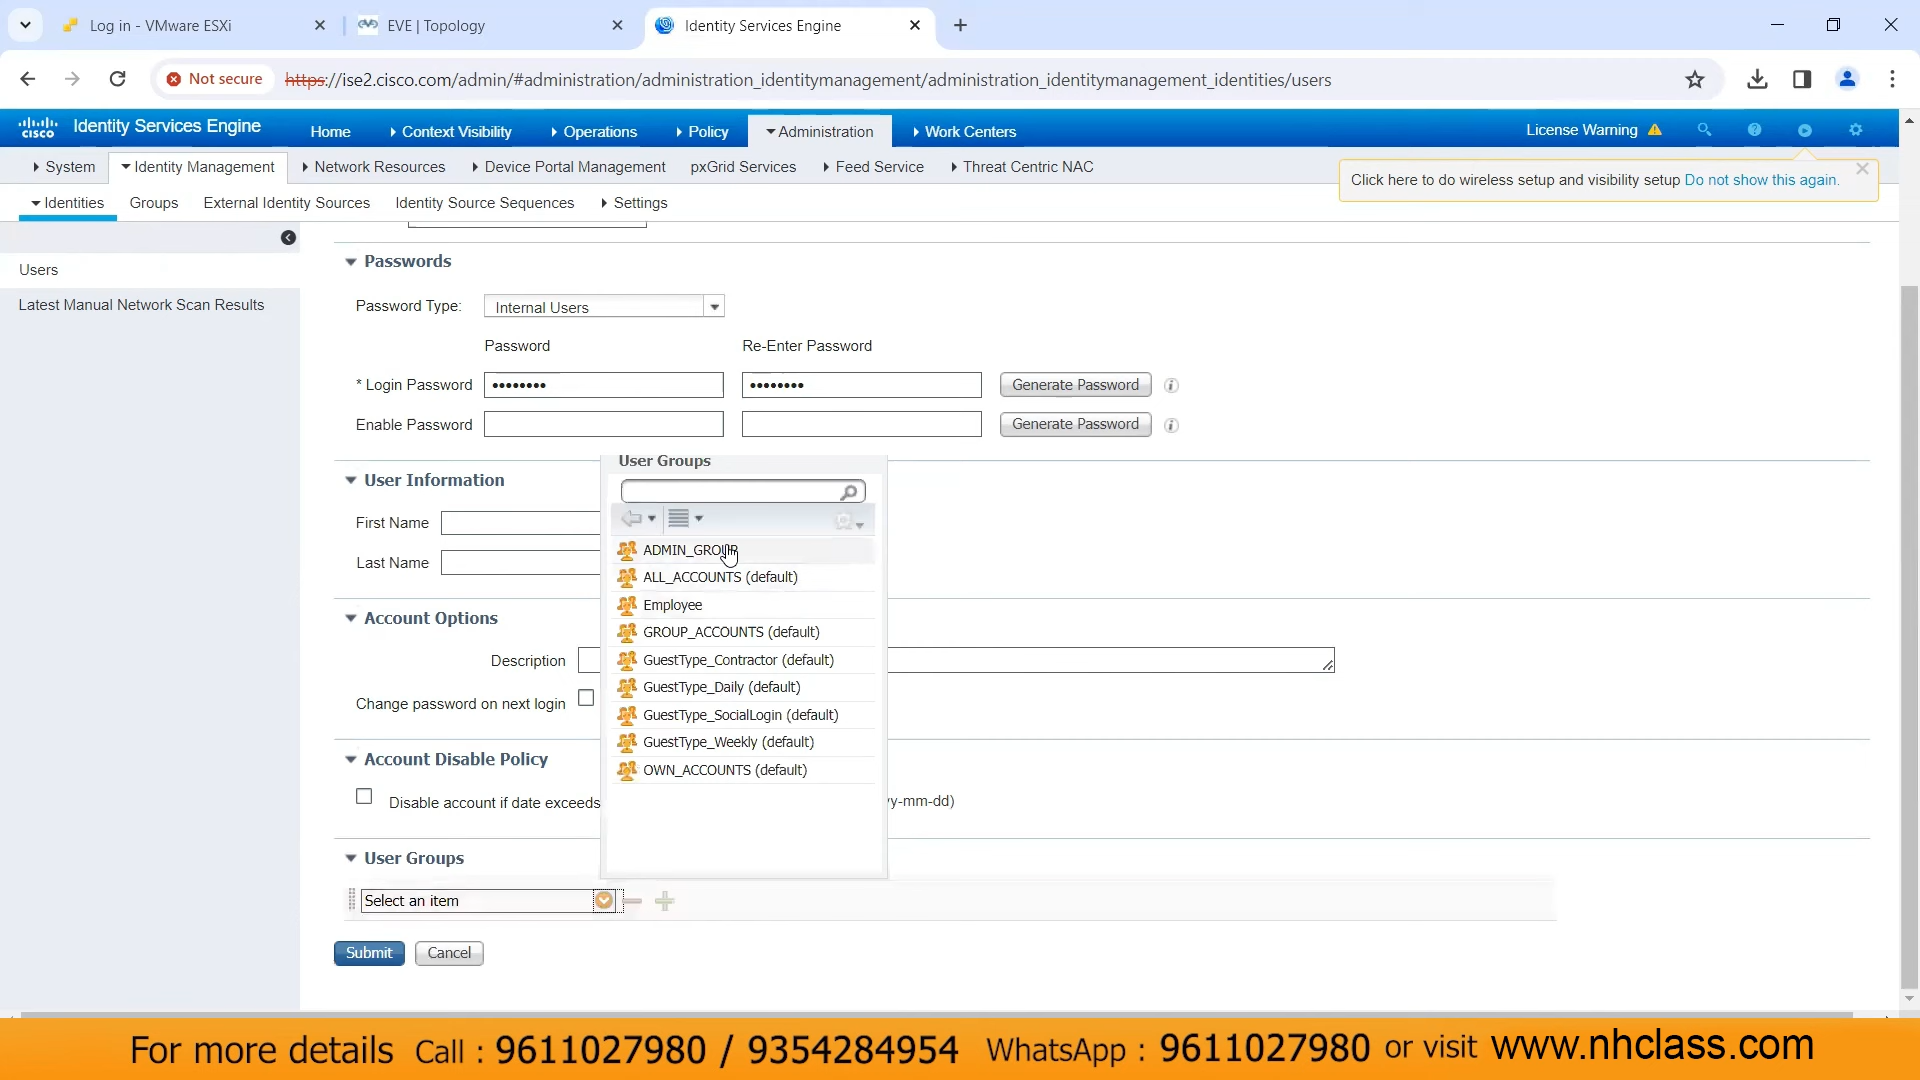 Log in - VMware ESXi
EVE | Topology
Identity Services Engine
Not secure
https://ise2.cisco.com/admin/#administration/administration_identitymanagement/administration_identitymanagement_identities/users
cisco Identity Services Engine
Home
Context Visibility
Operations
Policy
Administration
Work Centers
License Warning
System
Identity Management
Network Resources
Device Portal Management
pxGrid Services
Feed Service
Threat Centric NAC
Click here to do wireless setup and visibility setup Do not show this again.
Identities
Groups
External Identity Sources
Identity Source Sequences
Settings
Users
Latest Manual Network Scan Results
Passwords
Password Type: Internal Users
Password Re-Enter Password
* Login Password •••••••• •••••••• Generate Password
Enable Password Generate Password
User Information
First Name
Last Name
Account Options
Description
Change password on next login
Account Disable Policy
Disable account if date exceeds yy-mm-dd)
User Groups
ADMIN_GROUP
ALL_ACCOUNTS (default)
Employee
GROUP_ACCOUNTS (default)
GuestType_Contractor (default)
GuestType_Daily (default)
GuestType_SocialLogin (default)
GuestType_Weekly (default)
OWN_ACCOUNTS (default)
User Groups
Select an item
Submit Cancel
For more details Call : 9611027980 / 9354284954 WhatsApp : 9611027980 or visit www.nhclass.com